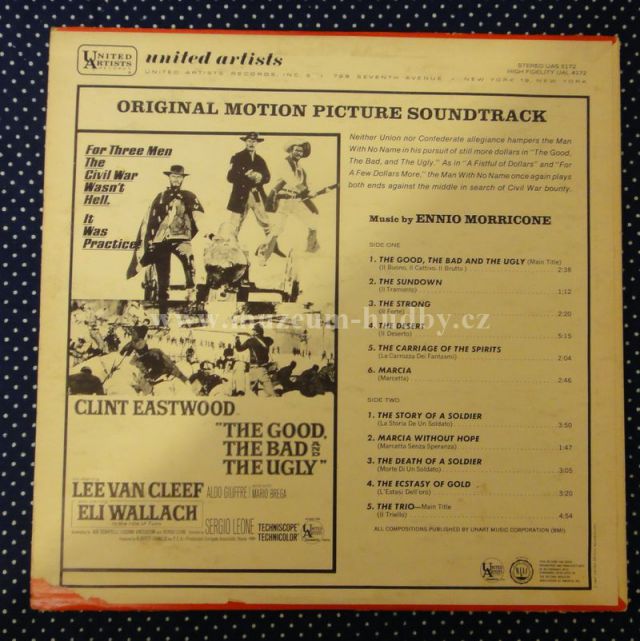 UNITED
ARTISTS
RECORDS
united artists
UNITED ARTISTS RECORDS, INC. • 729 SEVENTH AVENUE • NEW YORK 19, NEW YORK
STEREO UAS 5172
HIGH FIDELITY UAL 4172
ORIGINAL MOTION PICTURE SOUNDTRACK
For Three Men
The
Civil War
Wasn't
Hell.
It
Was
Practice!
Neither Union nor Confederate allegiance hampers the Man
With No Name in his pursuit of still more dollars in "The Good,
The Bad, and The Ugly." As in "A Fistful of Dollars" and "For
A Few Dollars More," the Man With No Name once again plays
both ends against the middle in search of Civil War bounty.
Music by ENNIO MORRICONE
SIDE ONE
1. THE GOOD, THE BAD AND THE UGLY (Main Title)
(Il Buono, Il Cattivo, Il Brutto) 2:38
2. THE SUNDOWN
(Il Tramonto) 1:12
3. THE STRONG
(Il Forte) 2:20
4. THE DESERT
(Il Deserto) 5:15
5. THE CARRIAGE OF THE SPIRITS
(La Carrozza Dei Fantasmi) 2:04
6. MARCIA
(Marcetta) 2:46
www.muzeum-hudby.cz
SIDE TWO
1. THE STORY OF A SOLDIER
(La Storia De Un Soldato) 3:50
2. MARCIA WITHOUT HOPE
(Marcetta Senza Speranza) 1:47
3. THE DEATH OF A SOLDIER
(Morte Di Un Soldato) 3:05
4. THE ECSTASY OF GOLD
(L'Estasi Dell'oro) 3:20
5. THE TRIO—Main Title
(Il Triello) 5:54
ALL COMPOSITIONS PUBLISHED BY UNART MUSIC CORPORATION (BMI)
CLINT EASTWOOD
"THE GOOD,
THE BAD AND
THE UGLY"
LEE VAN CLEEF
ALDO GIUFFRE
MARIO BREGA
ELI WALLACH
in the role of Tuco
SERGIO LEONE
TECHNISCOPE
TECHNICOLOR
UNITED
ARTISTS